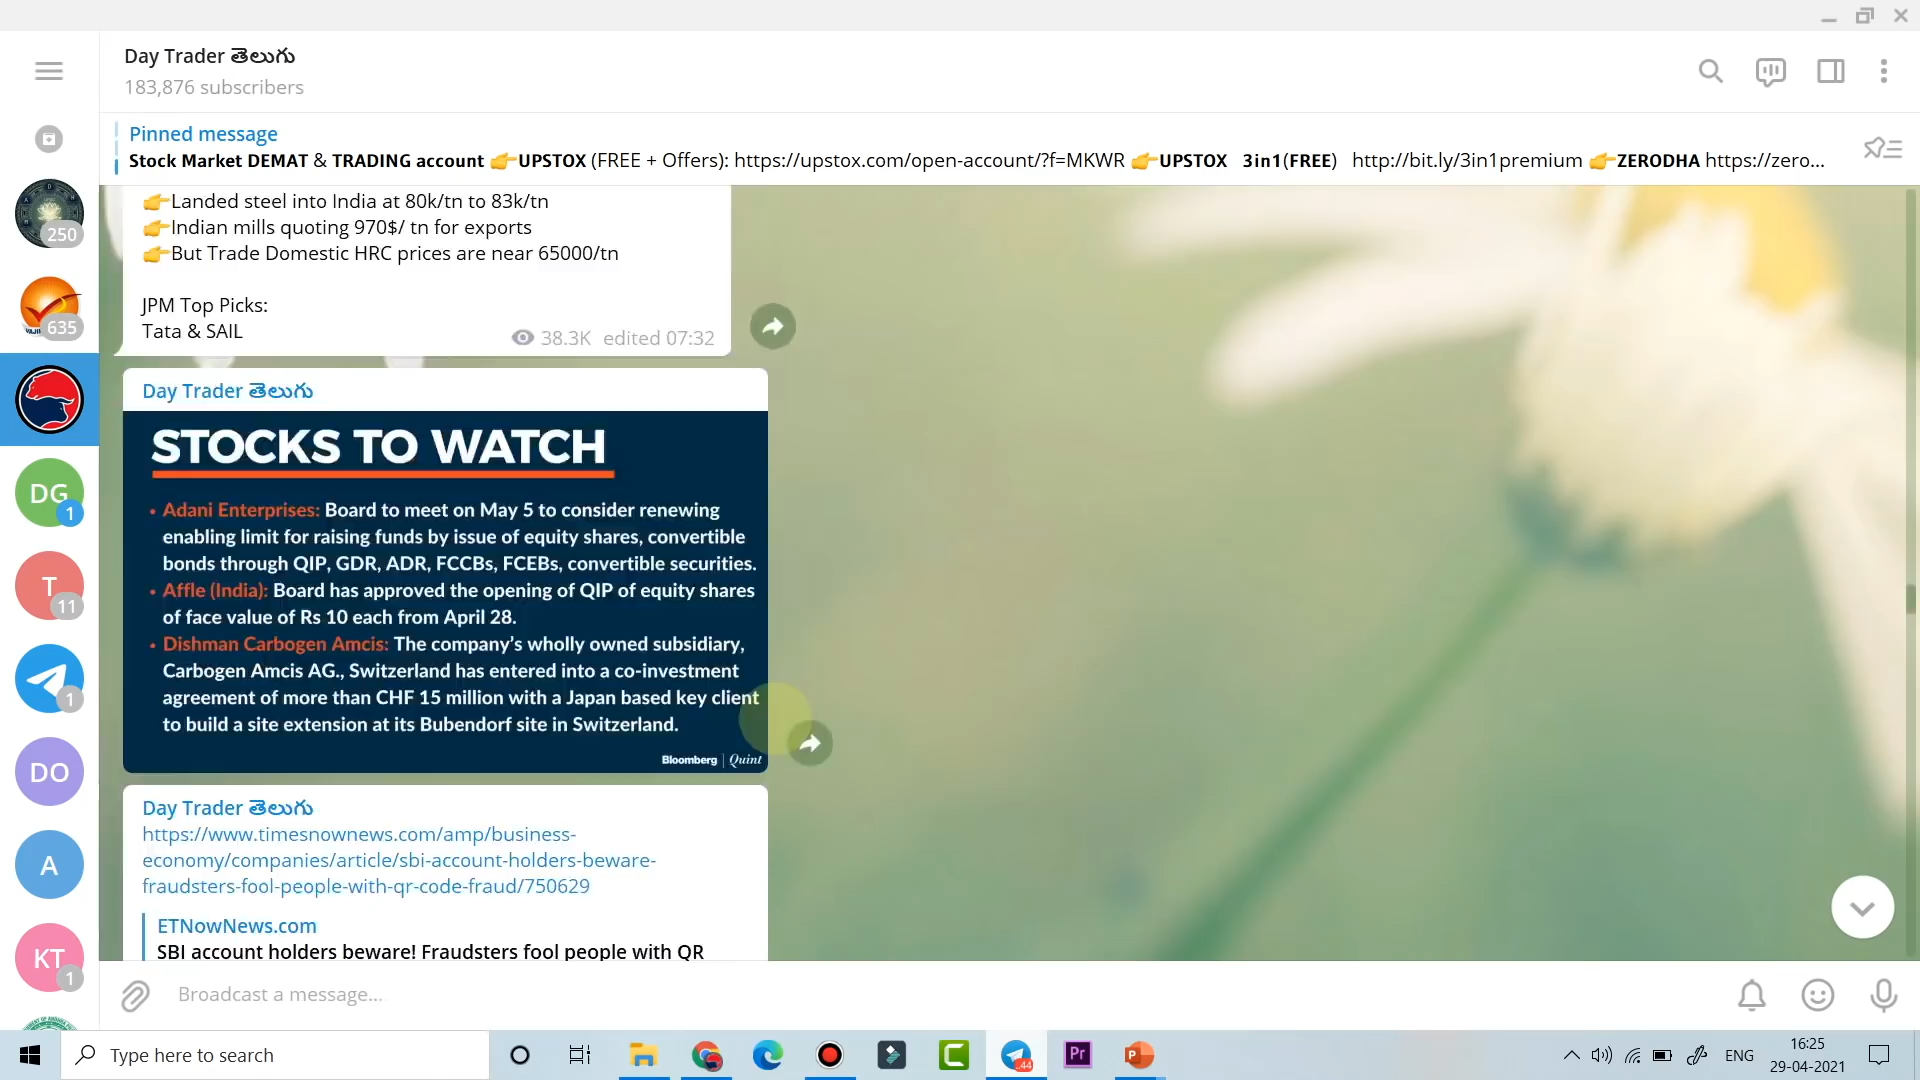 Day Trader తెలుగు
183,876 subscribers
Pinned message
Stock Market DEMAT & TRADING account 👉UPSTOX (FREE + Offers): https://upstox.com/open-account/?f=MKWR 👉UPSTOX 3in1(FREE) http://bit.ly/3in1premium 👉ZERODHA https://zero...
250
635
DG
1
T
11
1
DO
A
KT
1
👉Landed steel into India at 80k/tn to 83k/tn
👉Indian mills quoting 970$/ tn for exports
👉But Trade Domestic HRC prices are near 65000/tn
JPM Top Picks:
Tata & SAIL
38.3K edited 07:32
Day Trader తెలుగు
STOCKS TO WATCH
• Adani Enterprises: Board to meet on May 5 to consider renewing
enabling limit for raising funds by issue of equity shares, convertible
bonds through QIP, GDR, ADR, FCCBs, FCEBs, convertible securities.
• Affle (India): Board has approved the opening of QIP of equity shares
of face value of Rs 10 each from April 28.
• Dishman Carbogen Amcis: The company's wholly owned subsidiary,
Carbogen Amcis AG., Switzerland has entered into a co-investment
agreement of more than CHF 15 million with a Japan based key client
to build a site extension at its Bubendorf site in Switzerland.
Bloomberg | Quint
Day Trader తెలుగు
https://www.timesnownews.com/amp/business-
economy/companies/article/sbi-account-holders-beware-
fraudsters-fool-people-with-qr-code-fraud/750629
ETNowNews.com
SBI account holders beware! Fraudsters fool people with QR
Broadcast a message...
Type here to search
..44
Pr
P
ENG
16:25
29-04-2021